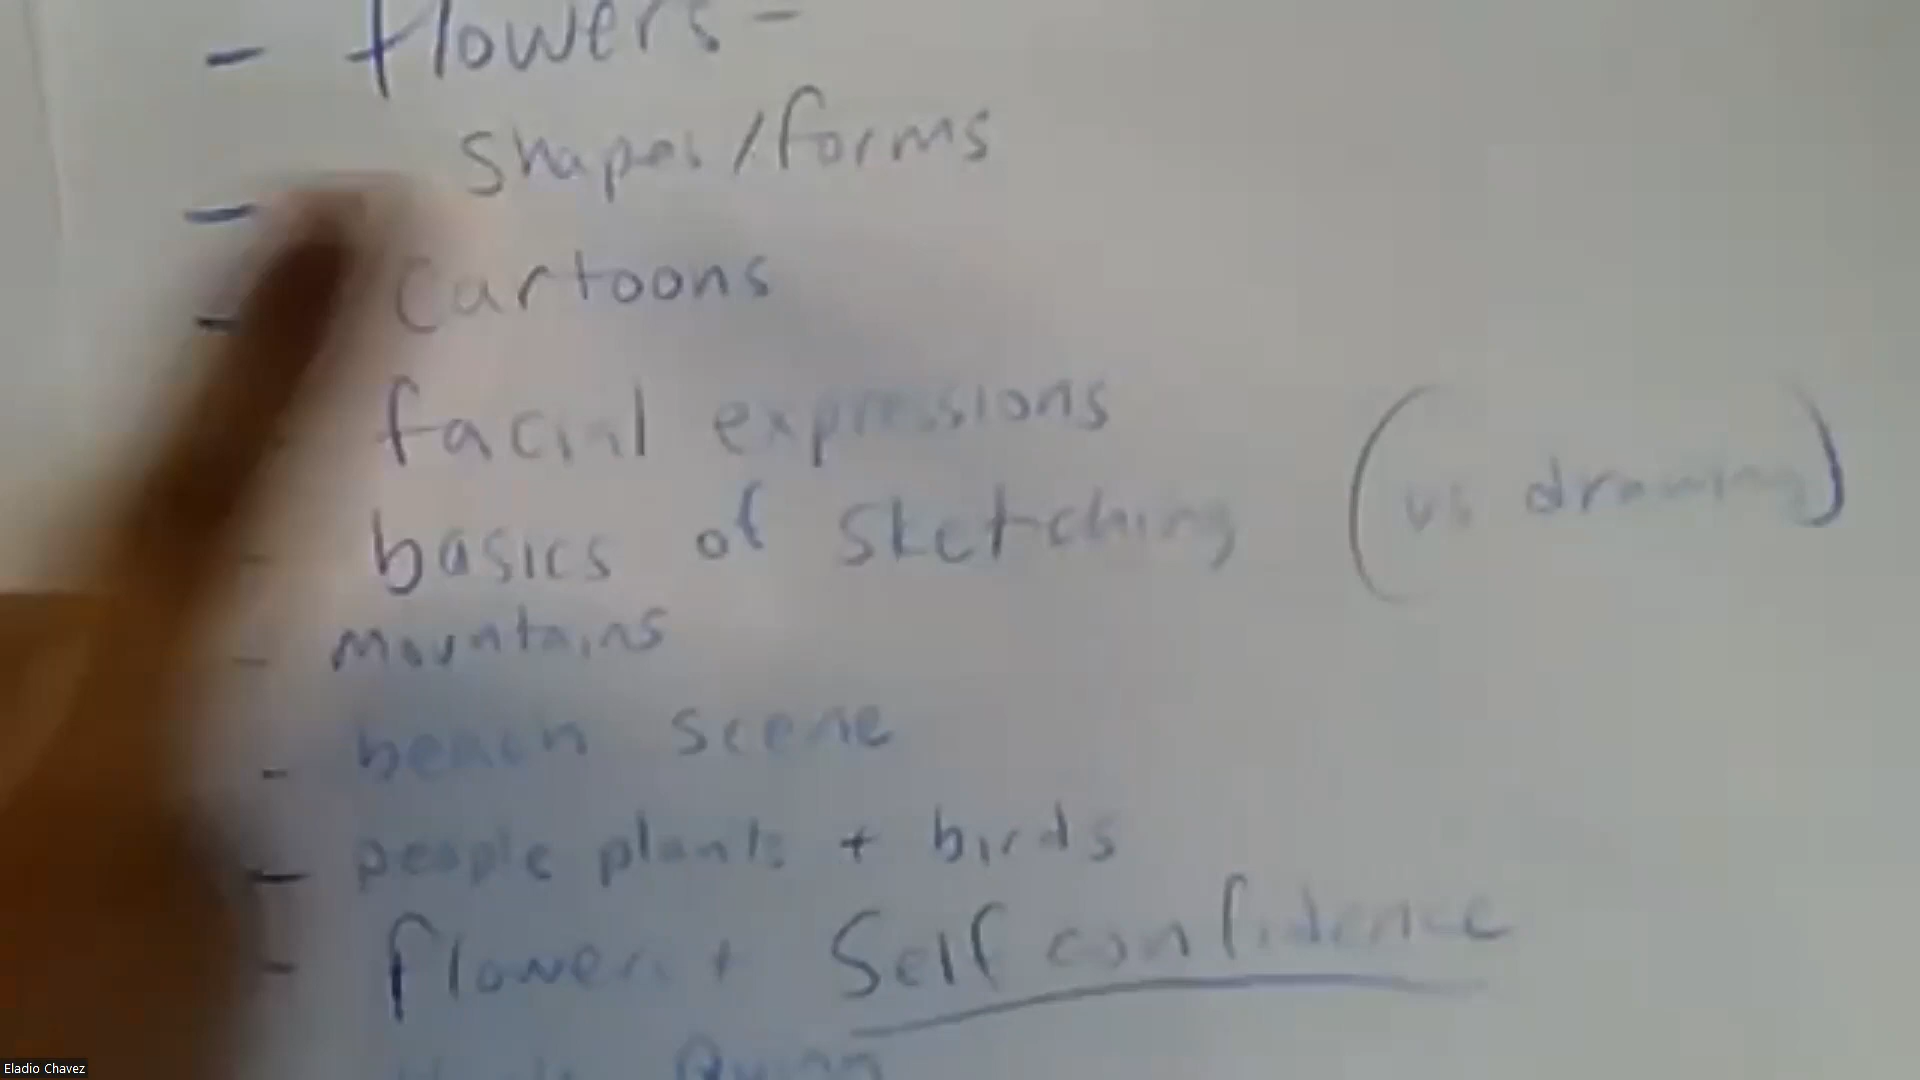 - flowers -
- shapes/forms
- cartoons
- facial expressions
- basics of sketching (vs drawing)
- mountains
- beach scene
- people plants + birds
- flowers + Self confidence
Eladio Chavez